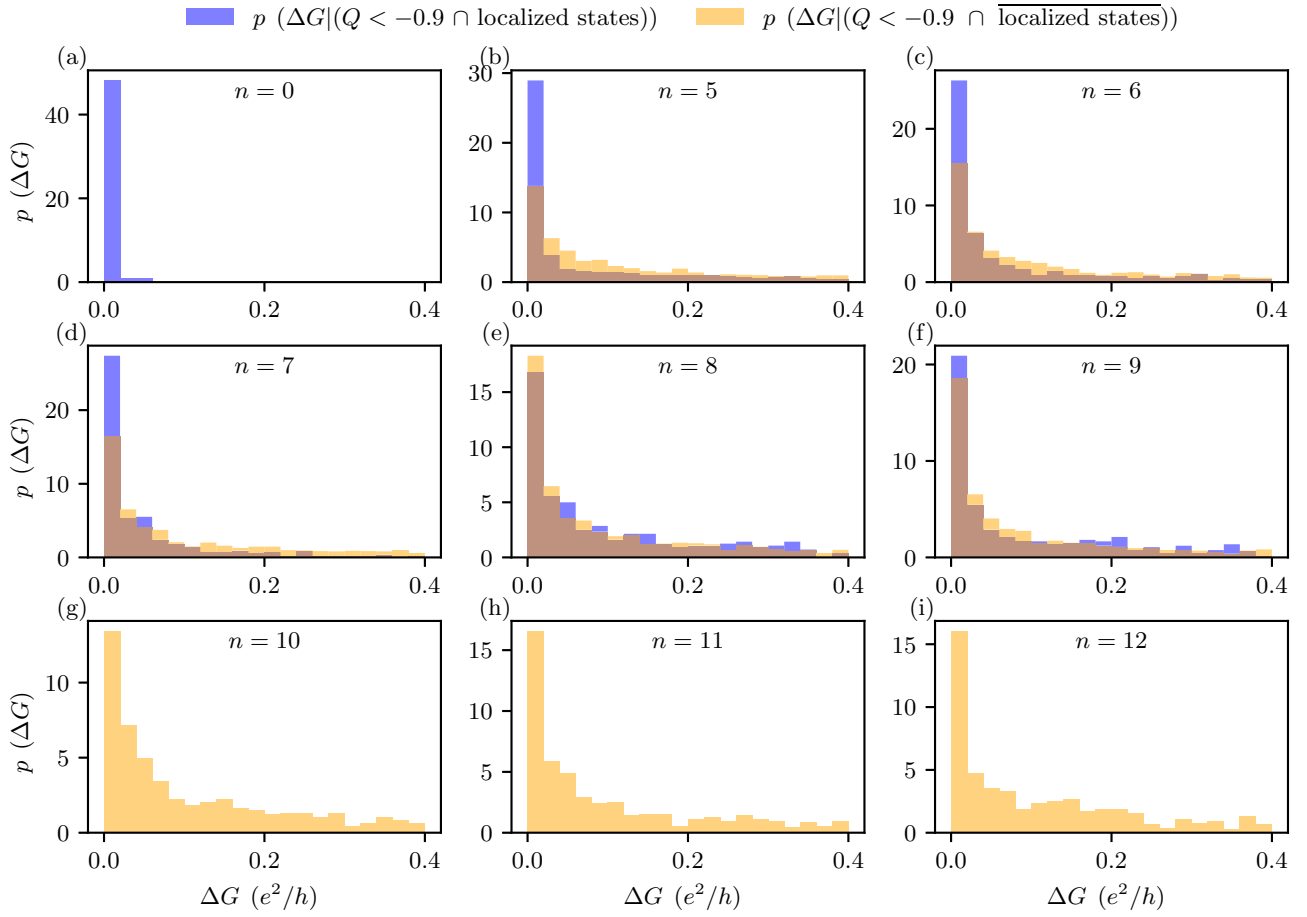 p (ΔG|(Q < −0.9 ∩ localized states)) p (ΔG|(Q < −0.9 ∩ \overline{localized states}))
(a) (b) (c)
n = 0 n = 5 n = 6
p (ΔG)
40
20
0
30
20
10
0
20
10
0
0.0 0.2 0.4 0.0 0.2 0.4 0.0 0.2 0.4
(d) (e) (f)
n = 7 n = 8 n = 9
p (ΔG)
20
10
0
15
10
5
0
20
10
0
0.0 0.2 0.4 0.0 0.2 0.4 0.0 0.2 0.4
(g) (h) (i)
n = 10 n = 11 n = 12
p (ΔG)
10
5
0
15
10
5
0
15
10
5
0
0.0 0.2 0.4 0.0 0.2 0.4 0.0 0.2 0.4
ΔG (e²/h) ΔG (e²/h) ΔG (e²/h)